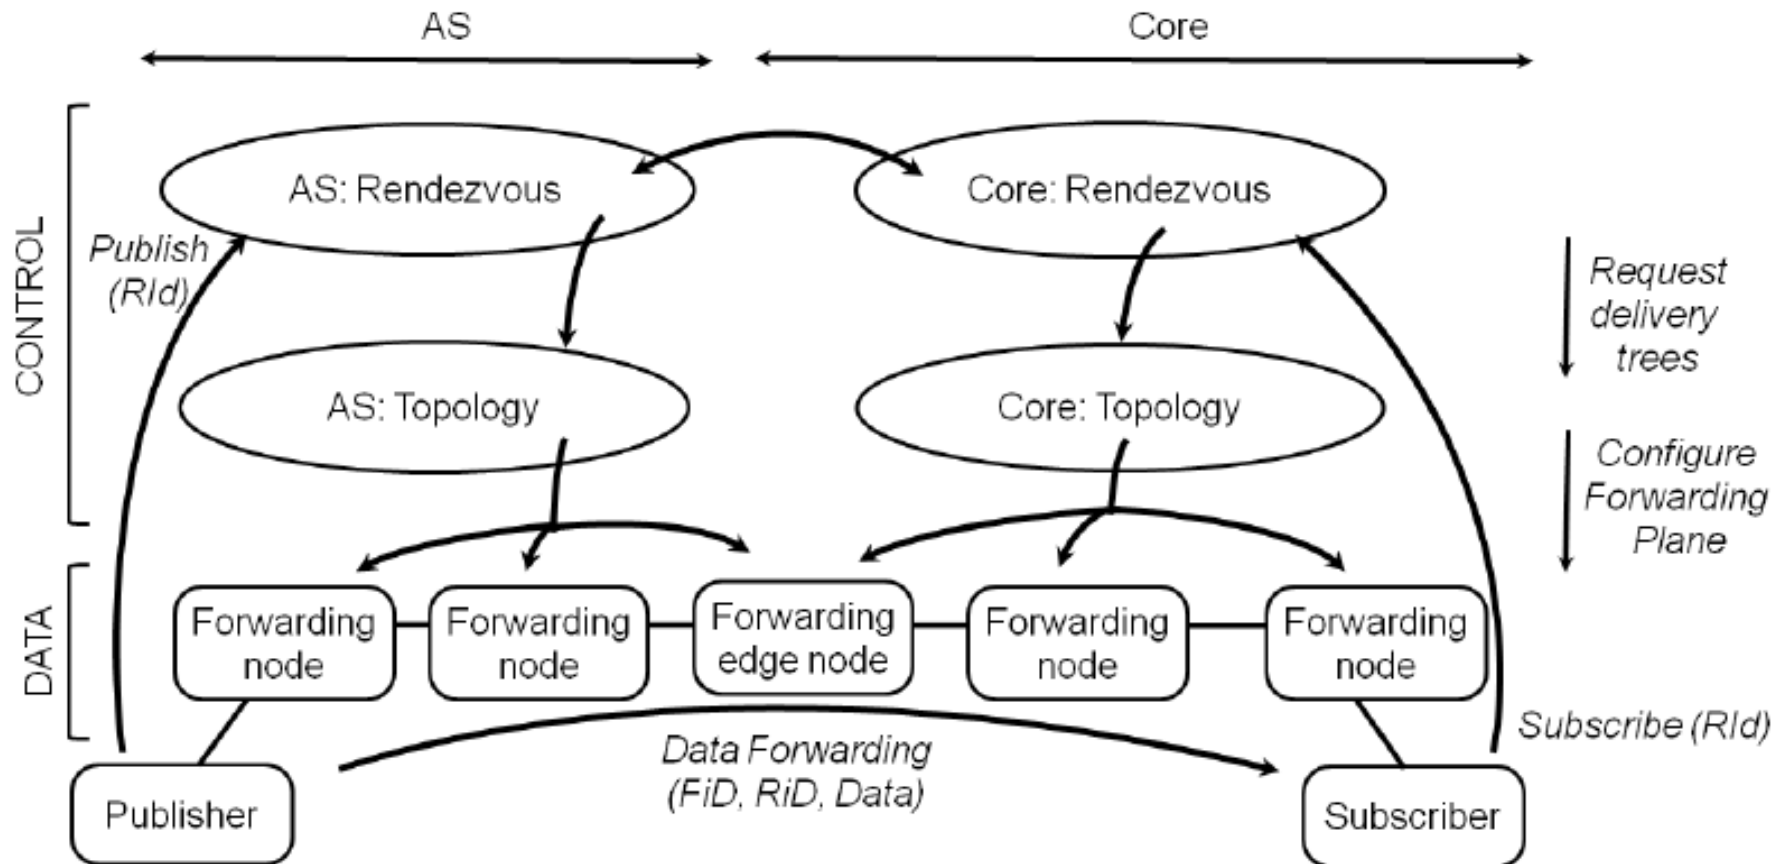 AS
Core
CONTROL
AS: Rendezvous
Core: Rendezvous
Publish
(RId)
Request
delivery
trees
AS: Topology
Core: Topology
Configure
Forwarding
Plane
DATA
Forwarding
node
Forwarding
node
Forwarding
edge node
Forwarding
node
Forwarding
node
Subscribe (RId)
Data Forwarding
(FiD, RiD, Data)
Publisher
Subscriber